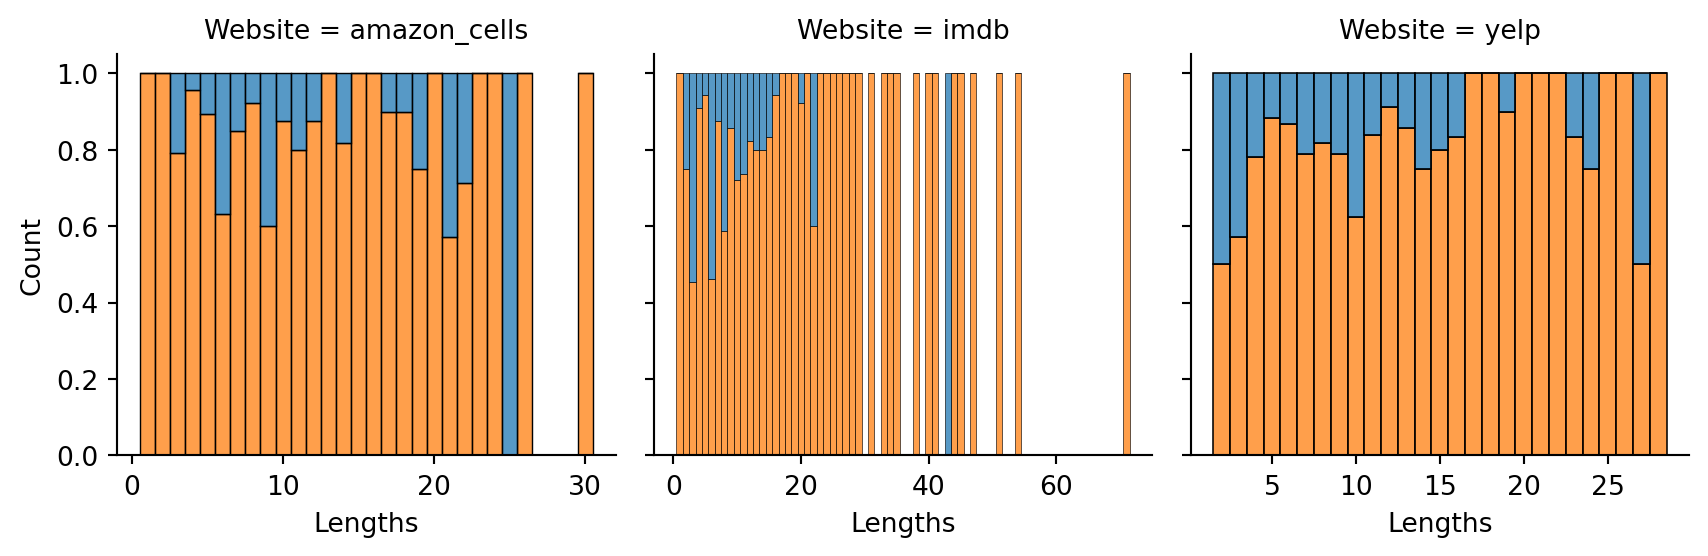 Website = amazon_cells
Website = imdb
Website = yelp
Count
1.0
0.8
0.6
0.4
0.2
0.0
0 10 20 30
0 20 40 60
5 10 15 20 25
Lengths
Lengths
Lengths